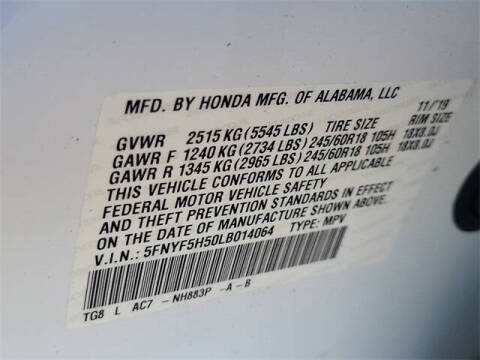 MFD. BY HONDA MFG. OF ALABAMA, LLC 11/'19
GVWR 2515 KG (5545 LBS) TIRE SIZE RIM SIZE
GAWR F 1240 KG (2734 LBS) 245/60R18 105H 18X8.0J
GAWR R 1345 KG (2965 LBS) 245/60R18 105H 18X8.0J
THIS VEHICLE CONFORMS TO ALL APPLICABLE
FEDERAL MOTOR VEHICLE SAFETY
AND THEFT PREVENTION STANDARDS IN EFFECT
ON THE DATE OF MANUFACTURE SHOWN ABOVE.
V.I.N.: 5FNYF5H50LB014064 TYPE: MPV
TG8 L AC7 -NH883P -A-B